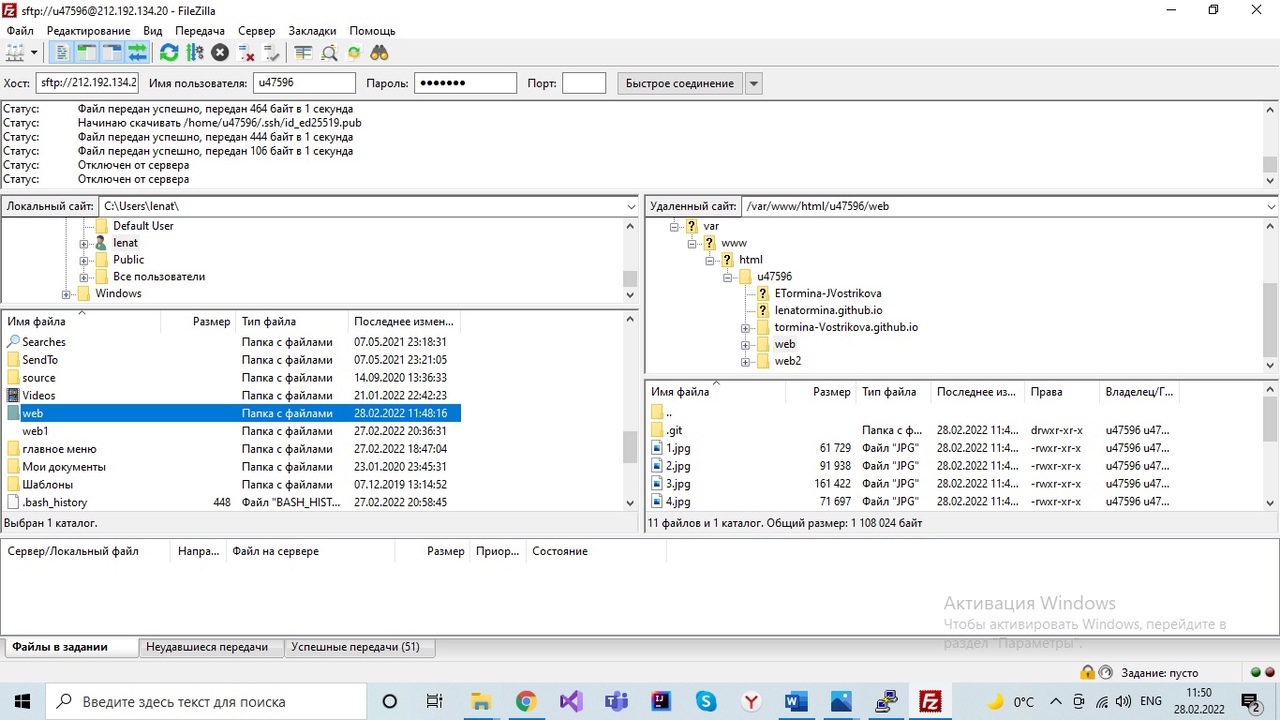 sftp://u47596@212.192.134.20 - FileZilla
Файл Редактирование Вид Передача Сервер Закладки Помощь
Хост: sftp://212.192.134.2 Имя пользователя: u47596 Пароль: ●●●●●●● Порт: Быстрое соединение
Статус: Файл передан успешно, передан 464 байт в 1 секунда
Статус: Начинаю скачивать /home/u47596/.ssh/id_ed25519.pub
Статус: Файл передан успешно, передан 444 байт в 1 секунда
Статус: Файл передан успешно, передан 106 байт в 1 секунда
Статус: Отключен от сервера
Статус: Отключен от сервера
Локальный сайт: C:\Users\lenat\
Default User
lenat
Public
Все пользователи
Windows
Имя файла Размер Тип файла Последнее измен...
Searches Папка с файлами 07.05.2021 23:18:31
SendTo Папка с файлами 07.05.2021 23:21:05
source Папка с файлами 14.09.2020 13:36:33
Videos Папка с файлами 21.01.2022 22:42:23
web Папка с файлами 28.02.2022 11:48:16
web1 Папка с файлами 27.02.2022 20:36:31
главное меню Папка с файлами 27.02.2022 18:47:04
Мои документы Папка с файлами 23.01.2020 23:45:31
Шаблоны Папка с файлами 07.12.2019 13:14:52
.bash_history 448 Файл "BASH_HIST... 27.02.2022 20:58:45
Выбран 1 каталог.
Удаленный сайт: /var/www/html/u47596/web
var
www
html
u47596
ETormina-JVostrikova
lenatormina.github.io
tormina-Vostrikova.github.io
web
web2
Имя файла Размер Тип файла Последнее из... Права Владелец/Г...
..
.git Папка с ф... 28.02.2022 11:4... drwxr-xr-x u47596 u47...
1.jpg 61 729 Файл "JPG" 28.02.2022 11:4... -rwxr-xr-x u47596 u47...
2.jpg 91 938 Файл "JPG" 28.02.2022 11:4... -rwxr-xr-x u47596 u47...
3.jpg 161 422 Файл "JPG" 28.02.2022 11:4... -rwxr-xr-x u47596 u47...
4.jpg 71 697 Файл "JPG" 28.02.2022 11:4... -rwxr-xr-x u47596 u47...
11 файлов и 1 каталог. Общий размер: 1 108 024 байт
Сервер/Локальный файл Напра... Файл на сервере Размер Приор... Состояние
Активация Windows
Чтобы активировать Windows, перейдите в
раздел "Параметры".
Файлы в задании Неудавшиеся передачи Успешные передачи (51)
Задание: пусто
Введите здесь текст для поиска
0°C ENG 11:50
28.02.2022
2